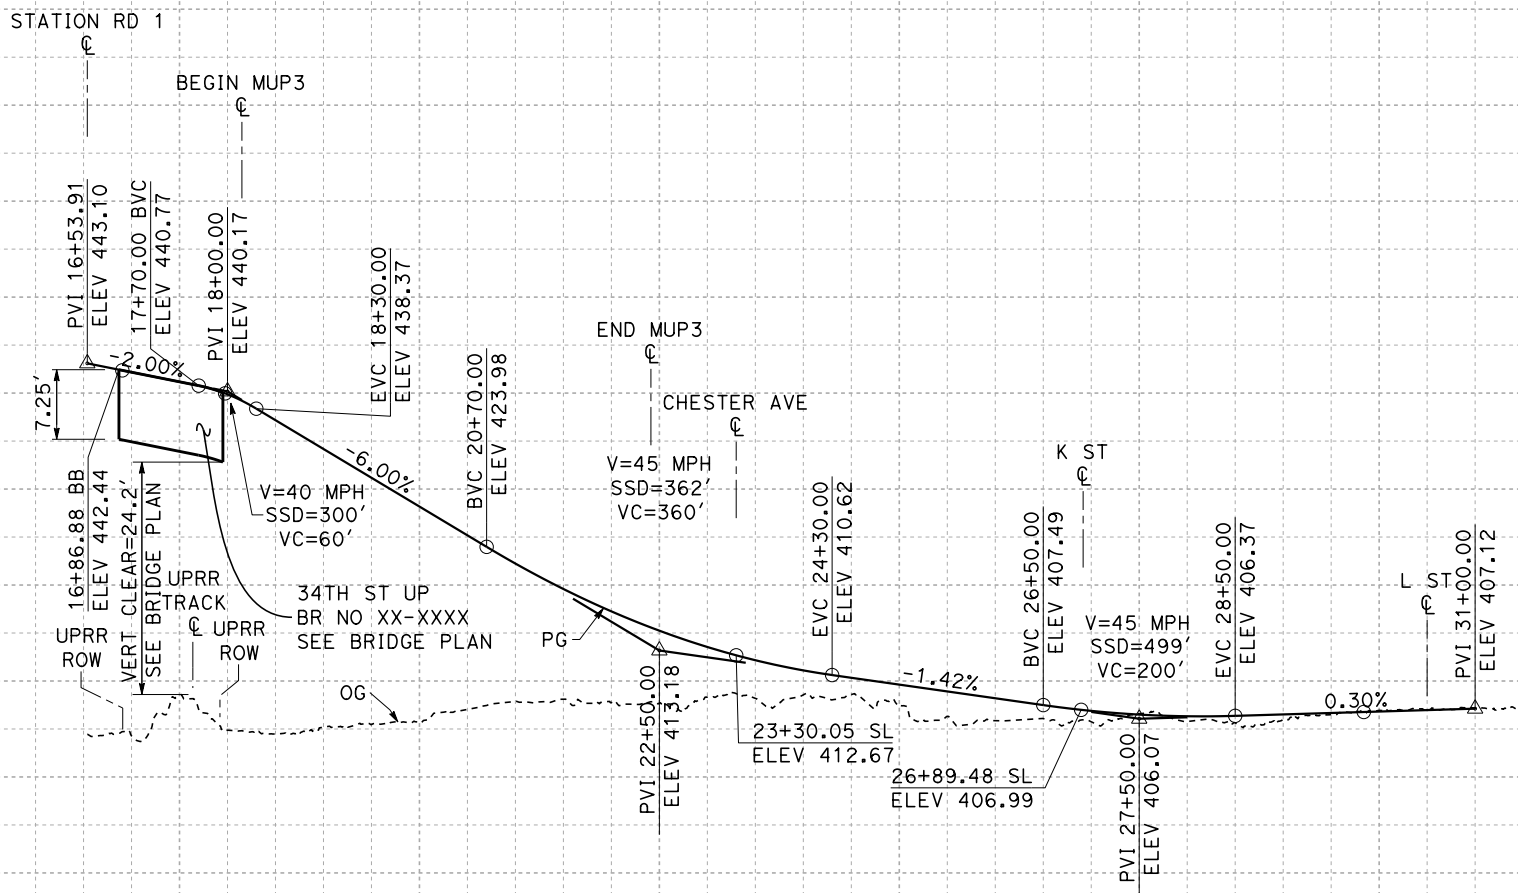 STATION RD 1
℄
BEGIN MUP3
℄
PVI 16+53.91
ELEV 443.10
17+70.00 BVC
ELEV 440.77
PVI 18+00.00
ELEV 440.17
EVC 18+30.00
ELEV 438.37
-2.00%
7.25'
16+86.88 BB
ELEV 442.44
VERT CLEAR=24.2'
SEE BRIDGE PLAN
V=40 MPH
SSD=300'
VC=60'
-6.00%
BVC 20+70.00
ELEV 423.98
END MUP3
℄
CHESTER AVE
℄
V=45 MPH
SSD=362'
VC=360'
UPRR
TRACK
℄
UPRR
ROW
UPRR
ROW
34TH ST UP
BR NO XX-XXXX
SEE BRIDGE PLAN
PG
OG
PVI 22+50.00
ELEV 413.18
23+30.05 SL
ELEV 412.67
EVC 24+30.00
ELEV 410.62
-1.42%
26+89.48 SL
ELEV 406.99
K ST
℄
BVC 26+50.00
ELEV 407.49
V=45 MPH
SSD=499'
VC=200'
PVI 27+50.00
ELEV 406.07
EVC 28+50.00
ELEV 406.37
0.30%
L ST
℄
PVI 31+00.00
ELEV 407.12